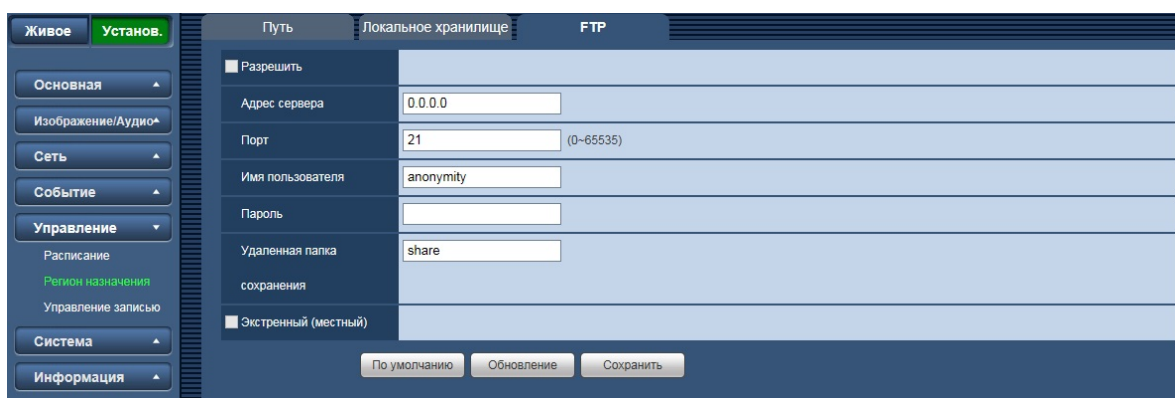 Живое Установ. Путь Локальное хранилище FTP
Разрешить
Основная
Адрес сервера 0.0.0.0
Изображение/Аудио
Порт 21 (0~65535)
Сеть
Имя пользователя anonymity
Событие
Пароль
Управление
Удаленная папка share
Расписание
Регион назначения
сохранения
Управление записью
Экстренный (местный)
Система
По умолчанию Обновление Сохранить
Информация